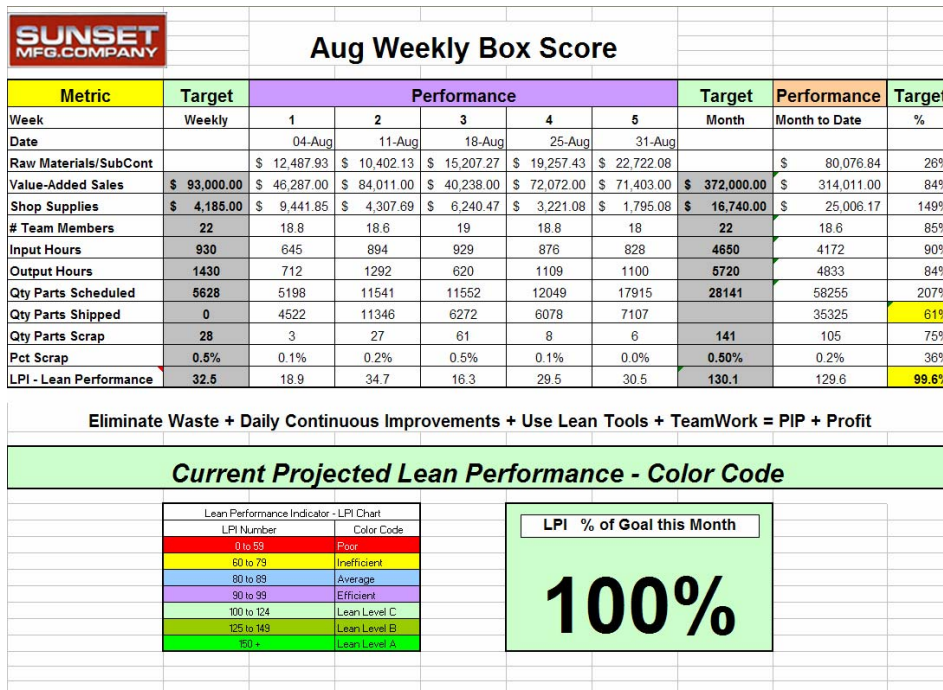 SUNSET
MFG.COMPANY
Aug Weekly Box Score
Metric Target Performance Target Performance Target
Week Weekly 1 2 3 4 5 Month Month to Date %
Date 04-Aug 11-Aug 18-Aug 25-Aug 31-Aug
Raw Materials/SubCont $ 12,487.93 $ 10,402.13 $ 15,207.27 $ 19,257.43 $ 22,722.08 $ 80,076.84 26%
Value-Added Sales $ 93,000.00 $ 46,287.00 $ 84,011.00 $ 40,238.00 $ 72,072.00 $ 71,403.00 $ 372,000.00 $ 314,011.00 84%
Shop Supplies $ 4,185.00 $ 9,441.85 $ 4,307.69 $ 6,240.47 $ 3,221.08 $ 1,795.08 $ 16,740.00 $ 25,006.17 149%
# Team Members 22 18.8 18.6 19 18.8 18 22 18.6 85%
Input Hours 930 645 894 929 876 828 4650 4172 90%
Output Hours 1430 712 1292 620 1109 1100 5720 4833 84%
Qty Parts Scheduled 5628 5198 11541 11552 12049 17915 28141 58255 207%
Qty Parts Shipped 0 4522 11346 6272 6078 7107 35325 61%
Qty Parts Scrap 28 3 27 61 8 6 141 105 75%
Pct Scrap 0.5% 0.1% 0.2% 0.5% 0.1% 0.0% 0.50% 0.2% 36%
LPI - Lean Performance 32.5 18.9 34.7 16.3 29.5 30.5 130.1 129.6 99.6%
Eliminate Waste + Daily Continuous Improvements + Use Lean Tools + TeamWork = PIP + Profit
Current Projected Lean Performance - Color Code
Lean Performance Indicator - LPI Chart
LPI Number Color Code
0 to 59 Poor
60 to 79 Inefficient
80 to 89 Average
90 to 99 Efficient
100 to 124 Lean Level C
125 to 149 Lean Level B
150 + Lean Level A
LPI % of Goal this Month
100%